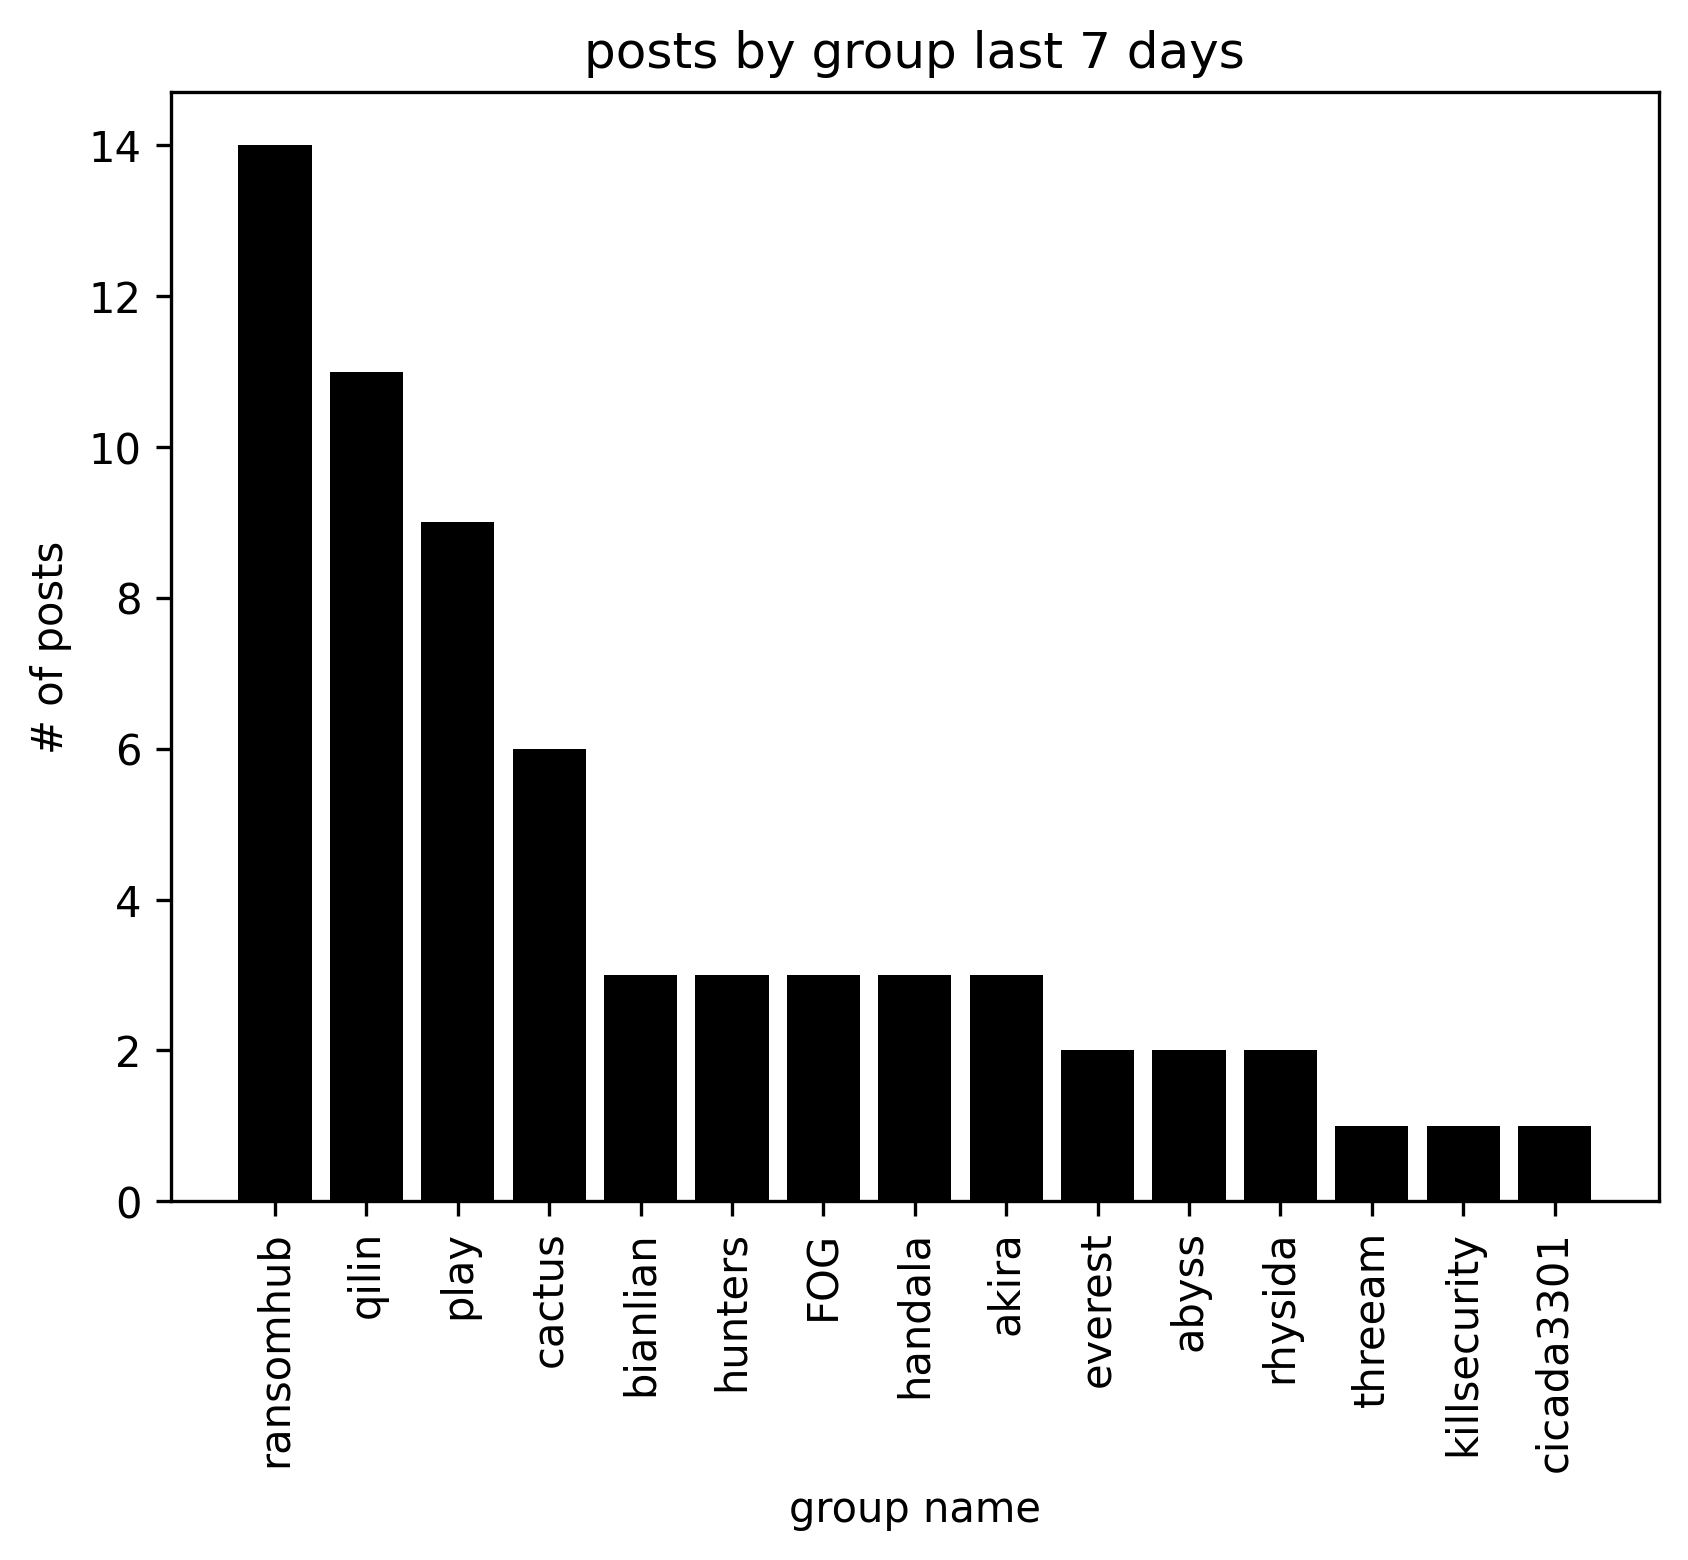 posts by group last 7 days
14
12
10
8
6
4
2
0
# of posts
ransomhub
qilin
play
cactus
bianlian
hunters
FOG
handala
akira
everest
abyss
rhysida
threeam
killsecurity
cicada3301
group name